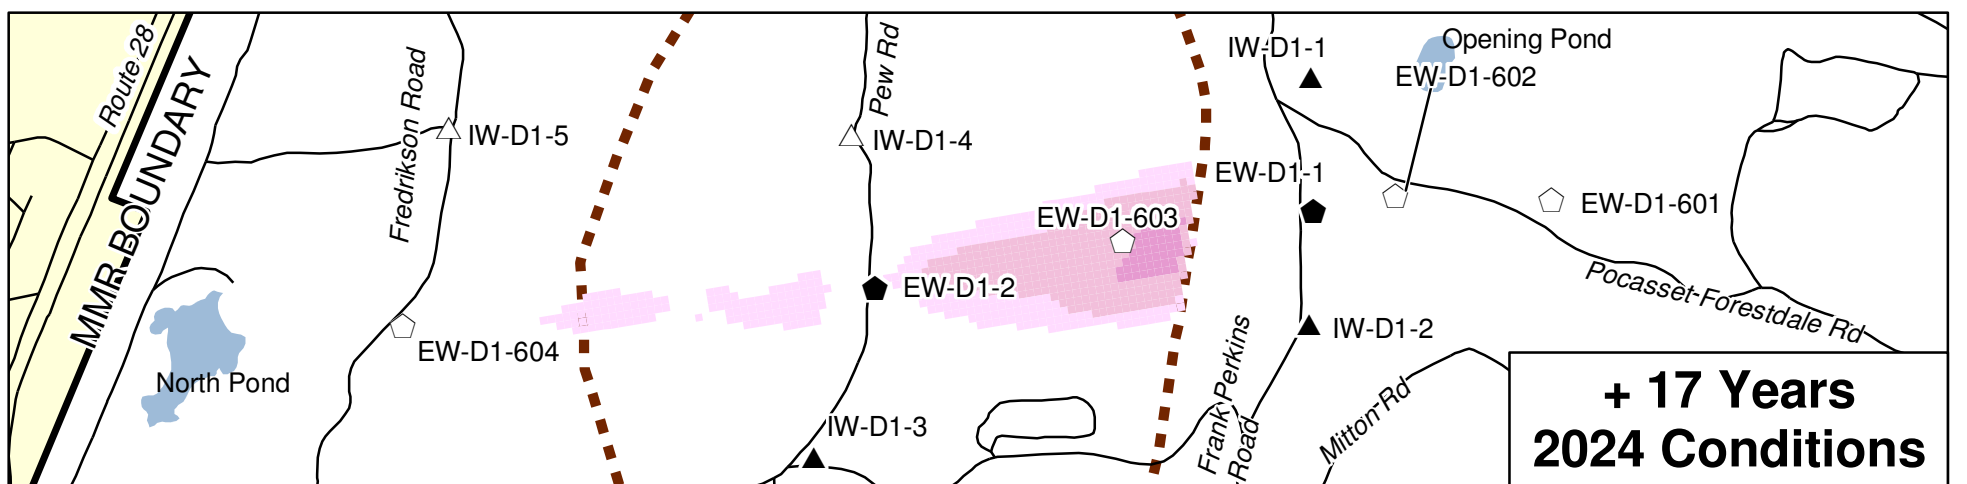 Route 28
MMR BOUNDARY
Fredrikson Road
IW-D1-5
Pew Rd
IW-D1-4
IW-D1-1
Opening Pond
EW-D1-602
EW-D1-1
EW-D1-603
EW-D1-601
EW-D1-2
Pocasset-Forestdale Rd
IW-D1-2
EW-D1-604
North Pond
IW-D1-3
Frank Perkins
Road
Mitton Rd
+ 17 Years
2024 Conditions